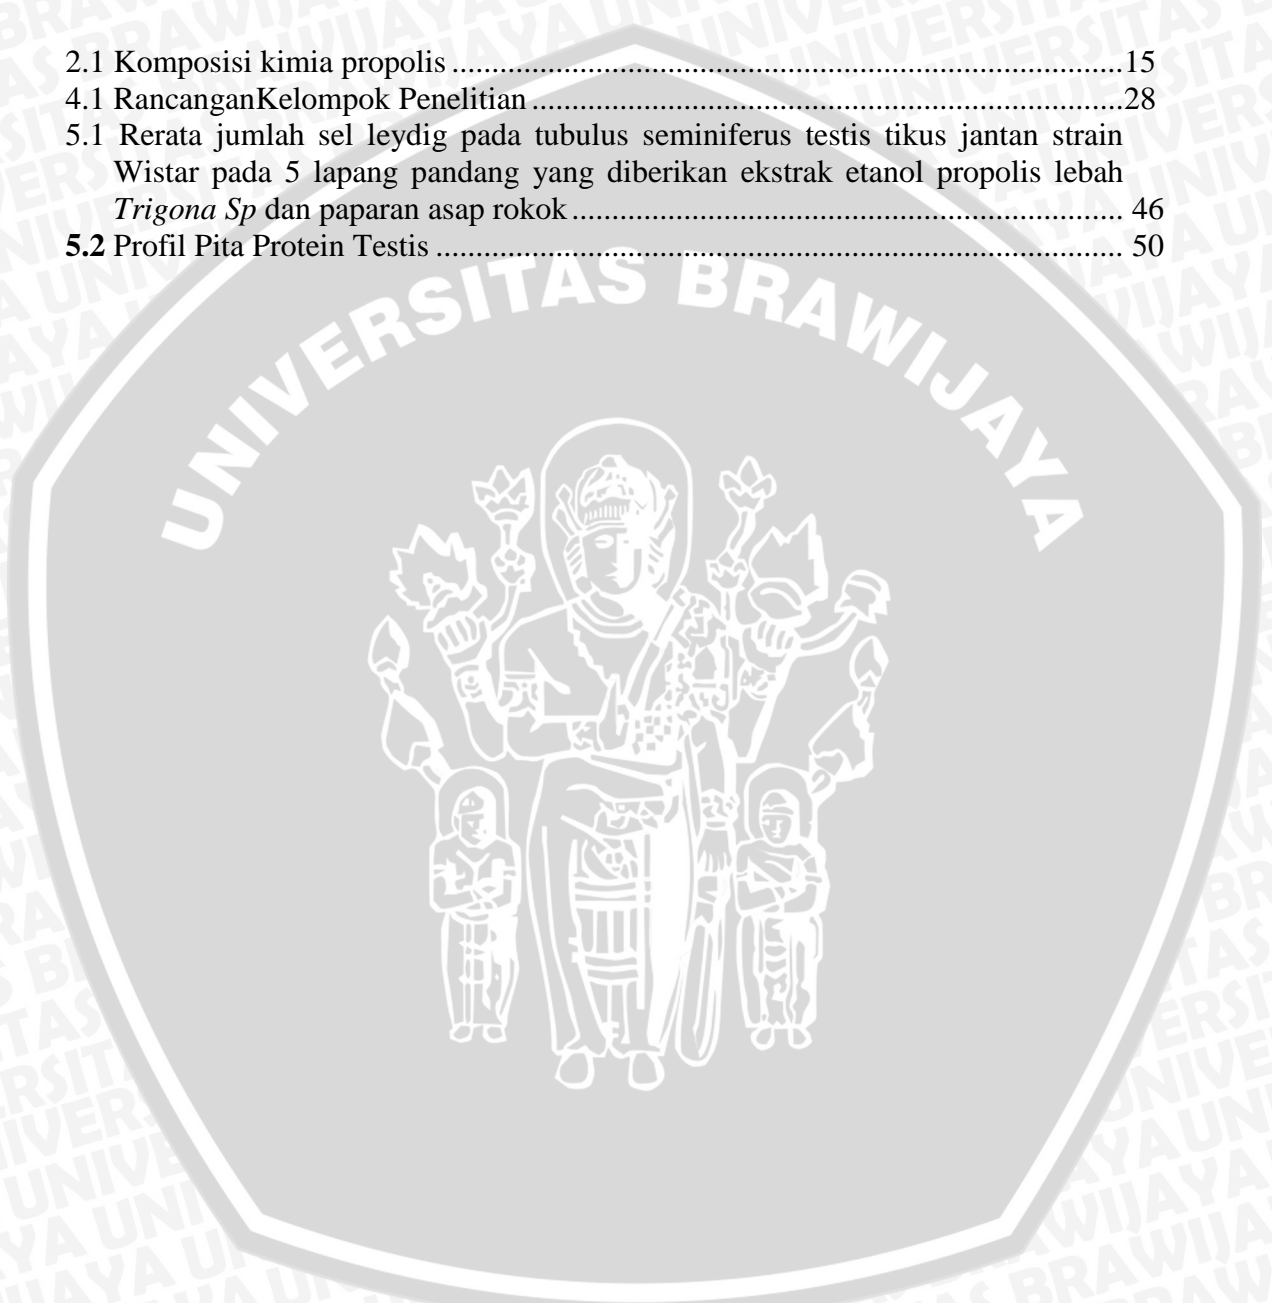 2.1 Komposisi kimia propolis ....................................................................................15
4.1 RancanganKelompok Penelitian ..........................................................................28
5.1 Rerata jumlah sel leydig pada tubulus seminiferus testis tikus jantan strain
Wistar pada 5 lapang pandang yang diberikan ekstrak etanol propolis lebah
Trigona Sp dan paparan asap rokok ..................................................................... 46
5.2 Profil Pita Protein Testis ...................................................................................... 50
UNIVERSITAS BRAWIJAYA